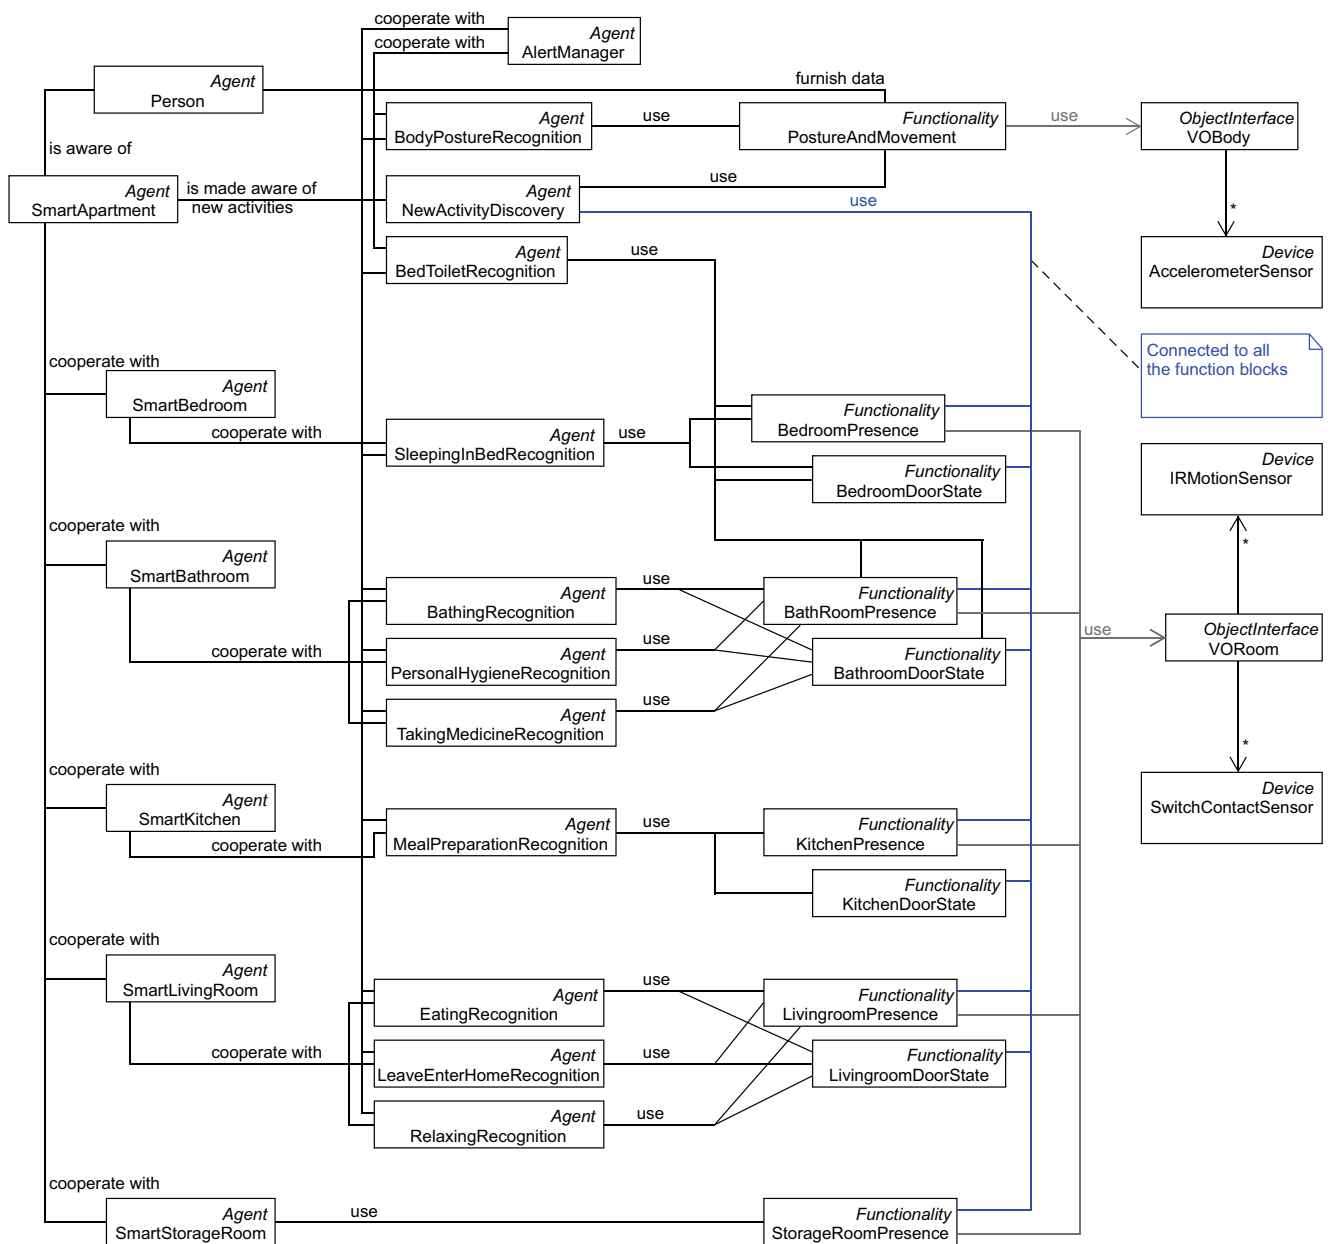 cooperate with
Agent
AlertManager
cooperate with
Agent
Person
furnish data
Agent
BodyPostureRecognition
use
Functionality
PostureAndMovement
use
ObjectInterface
VOBody
is aware of
Agent
SmartApartment
is made aware of
new activities
Agent
NewActivityDiscovery
use
use
*
Agent
BedToiletRecognition
use
Device
AccelerometerSensor
Connected to all
the function blocks
cooperate with
Agent
SmartBedroom
cooperate with
Agent
SleepingInBedRecognition
use
Functionality
BedroomPresence
Functionality
BedroomDoorState
Device
IRMotionSensor
*
cooperate with
Agent
SmartBathroom
cooperate with
Agent
BathingRecognition
use
Functionality
BathRoomPresence
Agent
PersonalHygieneRecognition
use
Functionality
BathroomDoorState
use
ObjectInterface
VORoom
Agent
TakingMedicineRecognition
use
*
cooperate with
Agent
SmartKitchen
cooperate with
Agent
MealPreparationRecognition
use
Functionality
KitchenPresence
Functionality
KitchenDoorState
Device
SwitchContactSensor
cooperate with
Agent
SmartLivingRoom
cooperate with
Agent
EatingRecognition
use
Functionality
LivingroomPresence
Agent
LeaveEnterHomeRecognition
use
Functionality
LivingroomDoorState
Agent
RelaxingRecognition
use
cooperate with
Agent
SmartStorageRoom
use
Functionality
StorageRoomPresence